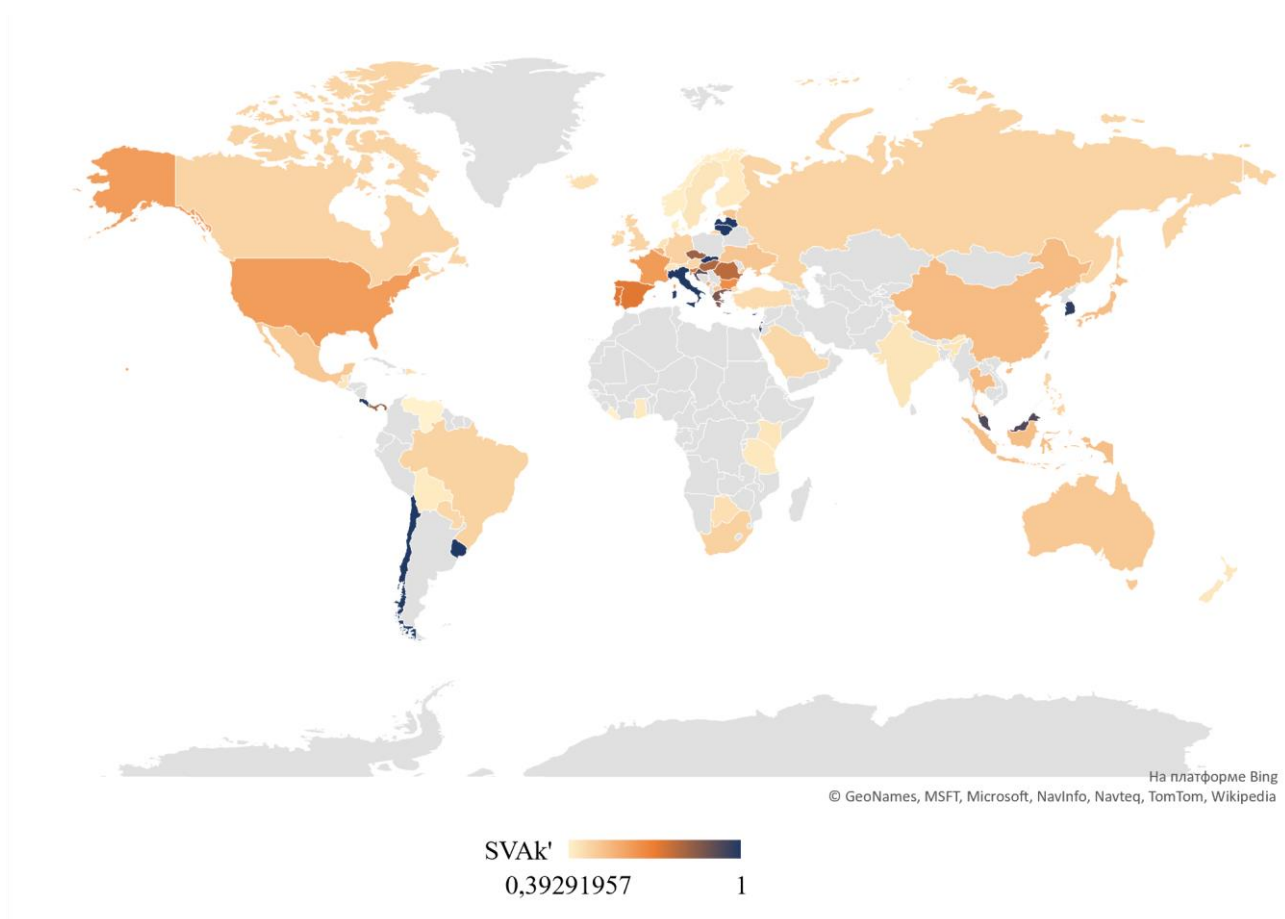 На платформе Bing
© GeoNames, MSFT, Microsoft, NavInfo, Navteq, TomTom, Wikipedia
SVAk'
0,39291957 1